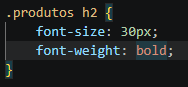 .produtos h2 {
    font-size: 30px;
    font-weight: bold;
}